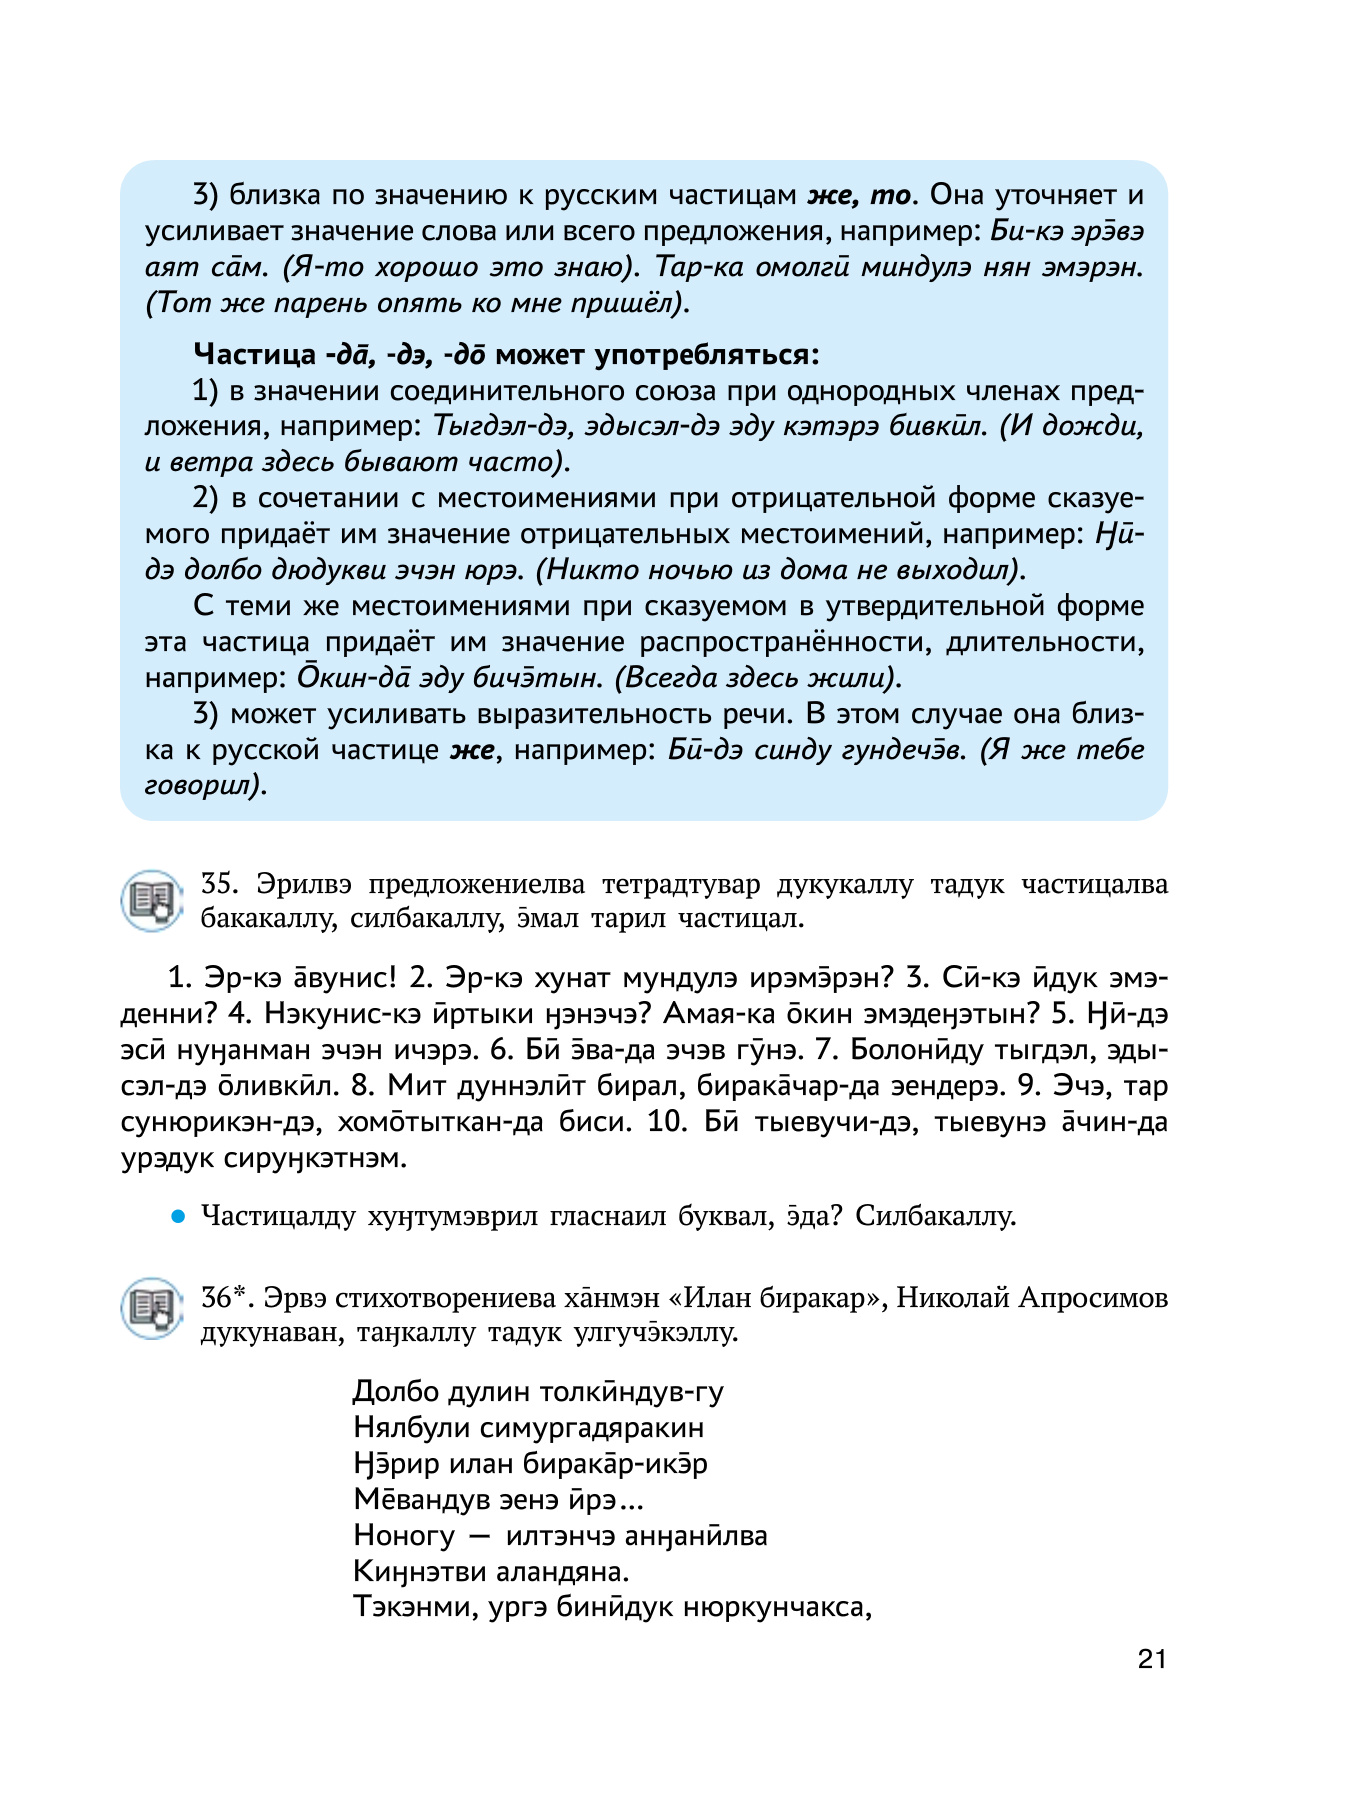 3) близка по значению к русским частицам же, то. Она уточняет и
усиливает значение слова или всего предложения, например: Би-кэ эрэ̄вэ
аят са̄м. (Я-то хорошо это знаю). Тар-ка омолгӣ миндулэ нян эмэрэн.
(Тот же парень опять ко мне пришёл).
Частица -да̄, -дэ, -до̄ может употребляться:
1) в значении соединительного союза при однородных членах пред-
ложения, например: Тыгдэл-дэ, эдысэл-дэ эду кэтэрэ бивкӣл. (И дожди,
и ветра здесь бывают часто).
2) в сочетании с местоимениями при отрицательной форме сказуе-
мого придаёт им значение отрицательных местоимений, например: Ӈӣ-
дэ долбо дюдукви эчэн юрэ. (Никто ночью из дома не выходил).
С теми же местоимениями при сказуемом в утвердительной форме
эта частица придаёт им значение распространённости, длительности,
например: О̄кин-да̄ эду бичэ̄тын. (Всегда здесь жили).
3) может усиливать выразительность речи. В этом случае она близ-
ка к русской частице же, например: Бӣ-дэ синду гундечэ̄в. (Я же тебе
говорил).
35. Эрилвэ предложениелва тетрадтувар дукукаллу тадук частицалва
бакакаллу, силбакаллу, э̄мал тарил частицал.
1. Эр-кэ а̄вунис! 2. Эр-кэ хунат мундулэ ирэмэ̄рэн? 3. Сӣ-кэ ӣдук эмэ-
денни? 4. Нэкунис-кэ ӣртыки ӈэнэчэ? Амая-ка о̄кин эмэдеӈэтын? 5. Ӈӣ-дэ
эсӣ нуӈанман эчэн ичэрэ. 6. Бӣ э̄ва-да эчэв гӯнэ. 7. Болонӣду тыгдэл, эды-
сэл-дэ о̄ливкӣл. 8. Мит дуннэлӣт бирал, бирака̄чар-да эендерэ. 9. Эчэ, тар
сунюрикэн-дэ, хомо̄тыткан-да биси. 10. Бӣ тыевучи-дэ, тыевунэ а̄чин-да
урэдук сируӈкэтнэм.
• Частицалду хуӈтумэврил гласнаил буквал, э̄да? Силбакаллу.
36*. Эрвэ стихотворениева ха̄нмэн «Илан биракар», Николай Апросимов
дукунаван, таӈкаллу тадук улгучэ̄кэллу.
Долбо дулин толкӣндув-гу
Нялбули симургадяракин
Ӈэ̄рир илан бирака̄р-икэ̄р
Ме̄вандув эенэ ӣрэ...
Ноногу — илтэнчэ анӈанӣлва
Киӈнэтви аландяна.
Тэкэнми, ургэ бинӣдук нюркунчакса,
21